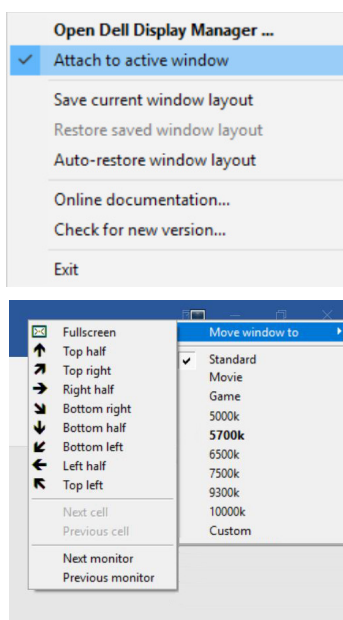 Open Dell Display Manager ...
Attach to active window
Save current window layout
Restore saved window layout
Auto-restore window layout
Online documentation...
Check for new version...
Exit
Fullscreen
Top half
Top right
Right half
Bottom right
Bottom half
Bottom left
Left half
Top left
Next cell
Previous cell
Next monitor
Previous monitor
Move window to
Standard
Movie
Game
5000k
5700k
6500k
7500k
9300k
10000k
Custom